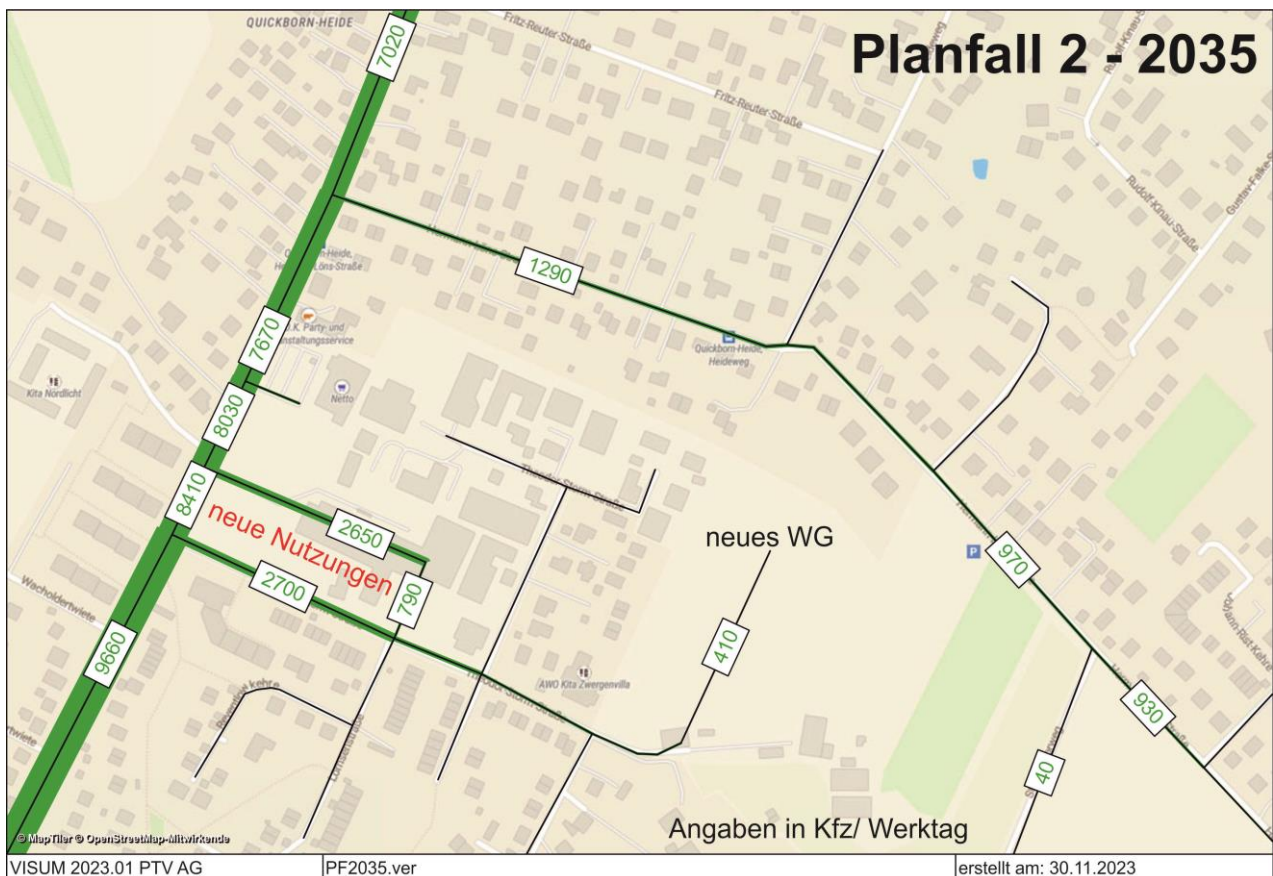 Planfall 2 - 2035
QUICKBORN-HEIDE
7020
Fritz-Reuter-Straße
Fritz-Reuter-Straße
Rudolf-Kinau-Straße
1290
Quickborn-Heide,
Heideweg
7670
Kita Nordlicht
Netto
8030
8410
2650
neue Nutzungen
2700
790
Theodor-Storm-Straße
neues WG
P
970
410
Wacholdertwiete
9660
AWO Kita Zwergenvilla
Theodor-Storm-Straße
930
40
Angaben in Kfz/ Werktag
© MapTiler © OpenStreetMap-Mitwirkende
VISUM 2023.01 PTV AG
PF2035.ver
erstellt am: 30.11.2023